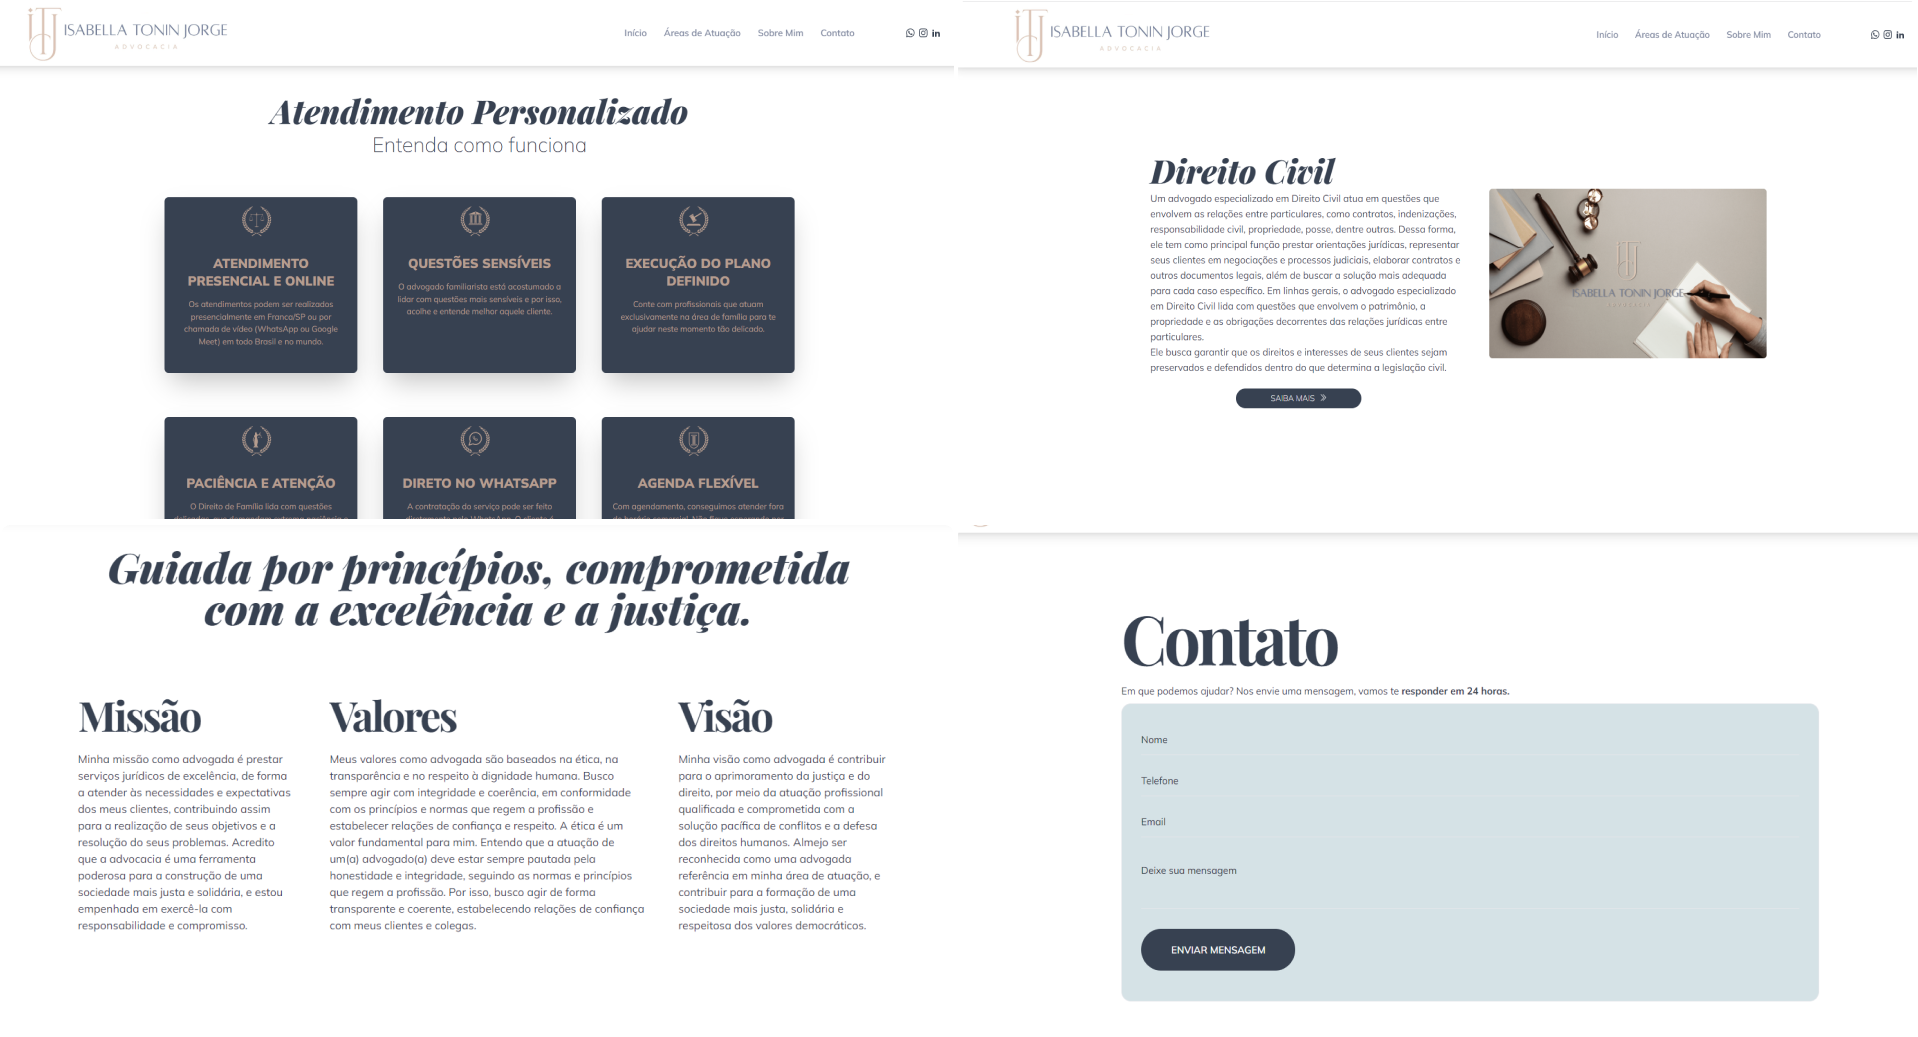 ISABELLA TONIN JORGE
ADVOCACIA
Início Áreas de Atuação Sobre Mim Contato
Atendimento Personalizado
Entenda como funciona
ATENDIMENTO
PRESENCIAL E ONLINE
Os atendimentos podem ser realizados
presencialmente em Franca/SP ou por
chamada de vídeo (WhatsApp ou Google
Meet) em todo Brasil e no mundo.
QUESTÕES SENSÍVEIS
O advogado familiarista está acostumado a
lidar com questões mais sensíveis e por isso,
acolhe e entende melhor aquele cliente.
EXECUÇÃO DO PLANO
DEFINIDO
Conte com profissionais que atuam
exclusivamente na área de família para te
ajudar neste momento tão delicado.
PACIÊNCIA E ATENÇÃO
O Direito de Família lida com questões
DIRETO NO WHATSAPP
A contratação do serviço pode ser feito
AGENDA FLEXÍVEL
Com agendamento, conseguimos atender fora
ISABELLA TONIN JORGE
ADVOCACIA
Início Áreas de Atuação Sobre Mim Contato
Direito Civil
Um advogado especializado em Direito Civil atua em questões que
envolvem as relações entre particulares, como contratos, indenizações,
responsabilidade civil, propriedade, posse, dentre outras. Dessa forma,
ele tem como principal função prestar orientações jurídicas, representar
seus clientes em negociações e processos judiciais, elaborar contratos e
outros documentos legais, além de buscar a solução mais adequada
para cada caso específico. Em linhas gerais, o advogado especializado
em Direito Civil lida com questões que envolvem o patrimônio, a
propriedade e as obrigações decorrentes das relações jurídicas entre
particulares.
Ele busca garantir que os direitos e interesses de seus clientes sejam
preservados e defendidos dentro do que determina a legislação civil.
SAIBA MAIS
ISABELLA TONIN JORGE
Guiada por princípios, comprometida
com a excelência e a justiça.
Missão
Minha missão como advogada é prestar
serviços jurídicos de excelência, de forma
a atender às necessidades e expectativas
dos meus clientes, contribuindo assim
para a realização de seus objetivos e a
resolução do seus problemas. Acredito
que a advocacia é uma ferramenta
poderosa para a construção de uma
sociedade mais justa e solidária, e estou
empenhada em exercê-la com
responsabilidade e compromisso.
Valores
Meus valores como advogada são baseados na ética, na
transparência e no respeito à dignidade humana. Busco
sempre agir com integridade e coerência, em conformidade
com os princípios e normas que regem a profissão e
estabelecer relações de confiança e respeito. A ética é um
valor fundamental para mim. Entendo que a atuação de
um(a) advogado(a) deve estar sempre pautada pela
honestidade e integridade, seguindo as normas e princípios
que regem a profissão. Por isso, busco agir de forma
transparente e coerente, estabelecendo relações de confiança
com meus clientes e colegas.
Visão
Minha visão como advogada é contribuir
para o aprimoramento da justiça e do
direito, por meio da atuação profissional
qualificada e comprometida com a
solução pacífica de conflitos e a defesa
dos direitos humanos. Almejo ser
reconhecida como uma advogada
referência em minha área de atuação, e
contribuir para a formação de uma
sociedade mais justa, solidária e
respeitosa dos valores democráticos.
Contato
Em que podemos ajudar? Nos envie uma mensagem, vamos te responder em 24 horas.
Nome
Telefone
Email
Deixe sua mensagem
ENVIAR MENSAGEM